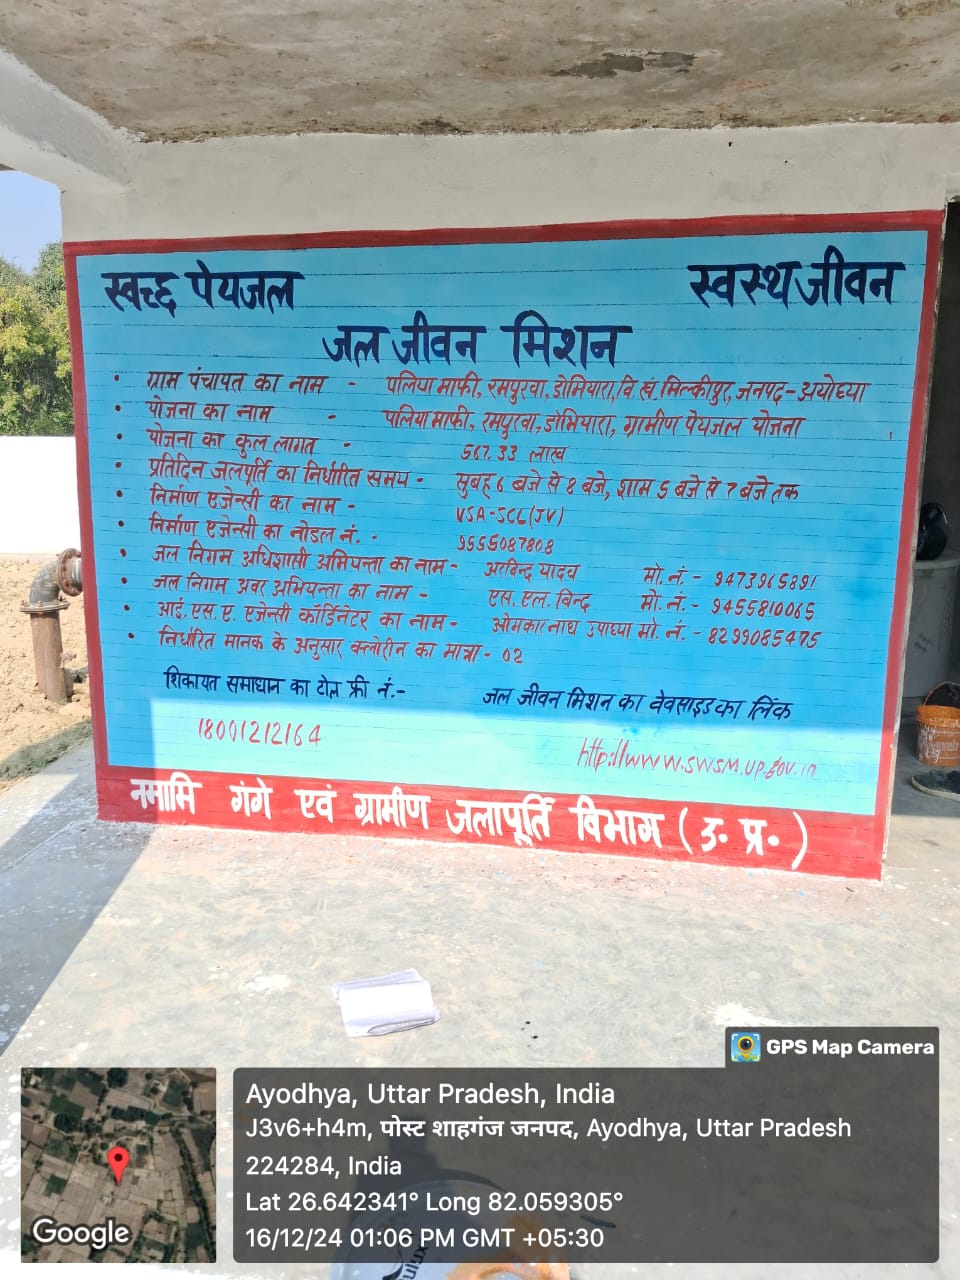 स्वच्छ पेयजल स्वस्थ जीवन
जल जीवन मिशन
• ग्राम पंचायत का नाम - पलिया माफी, रमपुरवा, डोभियारा, वि.खं. मिल्कीपुर, जनपद - अयोध्या
• योजना का नाम - पलिया माफी, रमपुरवा, डोभियारा, ग्रामीण पेयजल योजना
• योजना का कुल लागत - 567.33 लाख
• प्रतिदिन जलपूर्ति का निर्धारित समय - सुबह 6 बजे से 8 बजे, शाम 5 बजे से 7 बजे तक
• निर्माण एजेन्सी का नाम - VSA-SCL(JV)
• निर्माण एजेन्सी का नोडल नं. - 9555087808
• जल निगम अधिशासी अभियन्ता का नाम - अरविन्द यादव मो. नं. - 9473965891
• जल निगम अवर अभियन्ता का नाम - एस. एल. बिन्द मो. नं. - 9455810065
• आई. एस. ए. एजेन्सी कॉर्डिनेटर का नाम - ओमकार नाथ उपाध्या मो. नं. - 8299085475
• निर्धारित मानक के अनुसार क्लोरीन का मात्रा - 02
शिकायत समाधान का टोल फ्री नं.- जल जीवन मिशन का वेवसाइड का लिंक
18001212164 http://www.swsm.up.gov.in
नमामि गंगे एवं ग्रामीण जलापूर्ति विभाग (उ. प्र.)
GPS Map Camera
Ayodhya, Uttar Pradesh, India
J3v6+h4m, पोस्ट शाहगंज जनपद, Ayodhya, Uttar Pradesh
224284, India
Lat 26.642341° Long 82.059305°
16/12/24 01:06 PM GMT +05:30
Google